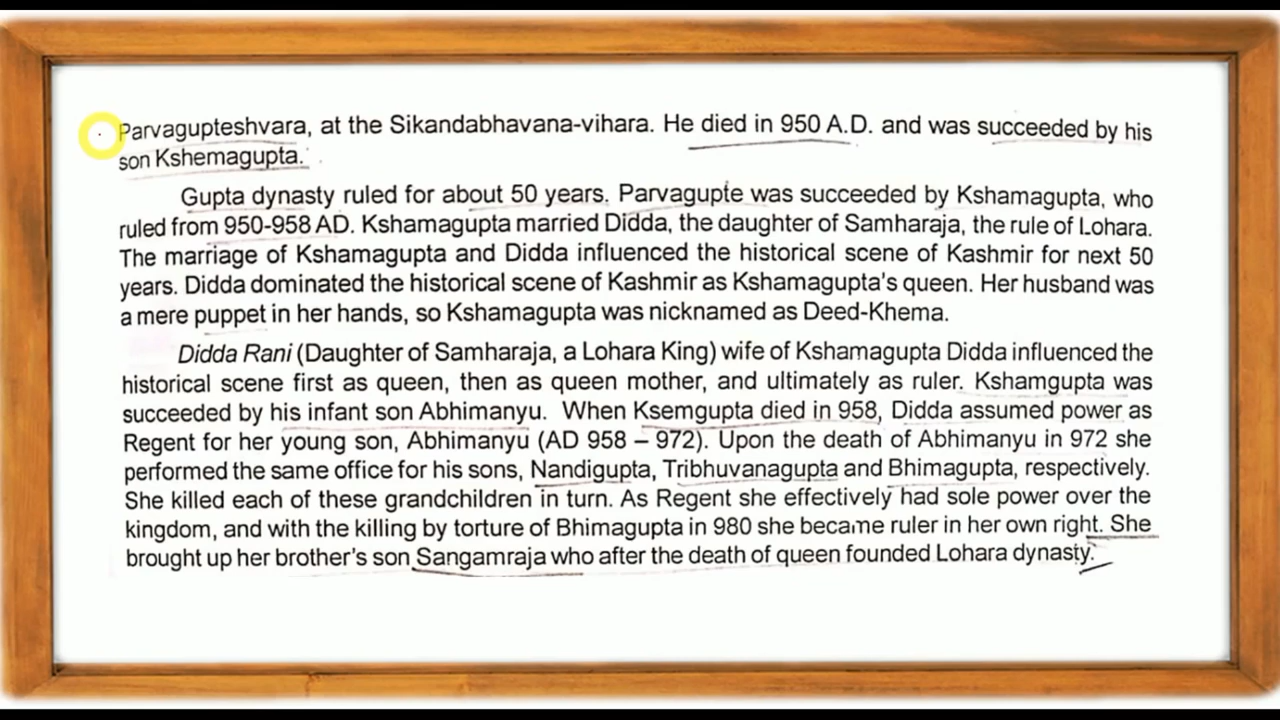 Parvagupteshvara, at the Sikandabhavana-vihara. He died in 950 A.D. and was succeeded by his
son Kshemagupta.
Gupta dynasty ruled for about 50 years. Parvagupte was succeeded by Kshamagupta, who
ruled from 950-958 AD. Kshamagupta married Didda, the daughter of Samharaja, the rule of Lohara.
The marriage of Kshamagupta and Didda influenced the historical scene of Kashmir for next 50
years. Didda dominated the historical scene of Kashmir as Kshamagupta's queen. Her husband was
a mere puppet in her hands, so Kshamagupta was nicknamed as Deed-Khema.
Didda Rani (Daughter of Samharaja, a Lohara King) wife of Kshamagupta Didda influenced the
historical scene first as queen, then as queen mother, and ultimately as ruler. Kshamgupta was
succeeded by his infant son Abhimanyu. When Ksemgupta died in 958, Didda assumed power as
Regent for her young son, Abhimanyu (AD 958 – 972). Upon the death of Abhimanyu in 972 she
performed the same office for his sons, Nandigupta, Tribhuvanagupta and Bhimagupta, respectively.
She killed each of these grandchildren in turn. As Regent she effectively had sole power over the
kingdom, and with the killing by torture of Bhimagupta in 980 she became ruler in her own right. She
brought up her brother's son Sangamraja who after the death of queen founded Lohara dynasty.